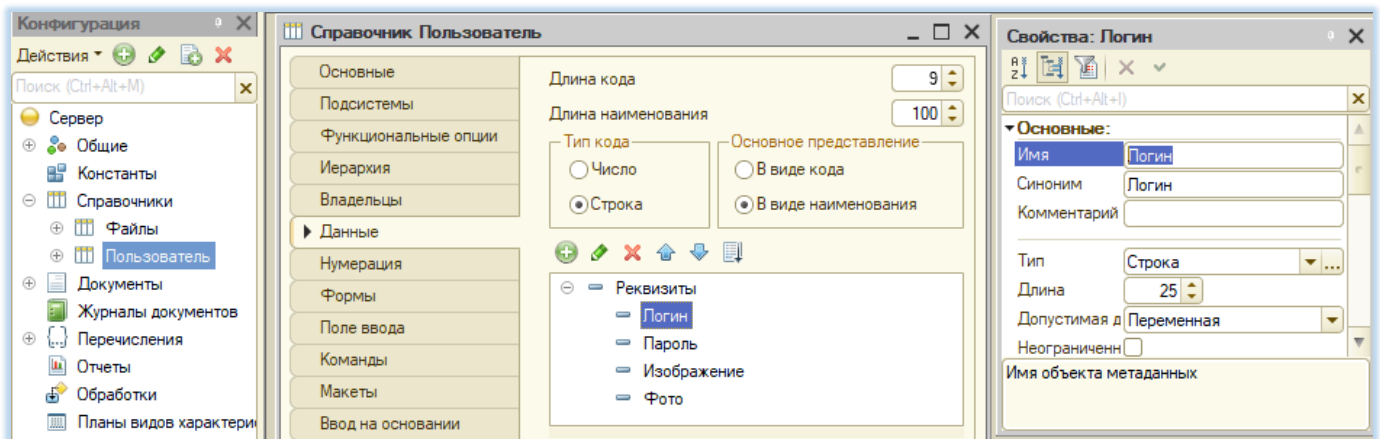 Конфигурация
Действия
Поиск (Ctrl+Alt+M)
Сервер
Общие
Константы
Справочники
Файлы
Пользователь
Документы
Журналы документов
Перечисления
Отчеты
Обработки
Планы видов характери
Справочник Пользователь
Основные
Подсистемы
Функциональные опции
Иерархия
Владельцы
Данные
Нумерация
Формы
Поле ввода
Команды
Макеты
Ввод на основании
Длина кода 9
Длина наименования 100
Тип кода
Число
Строка
Основное представление
В виде кода
В виде наименования
Реквизиты
Логин
Пароль
Изображение
Фото
Свойства: Логин
Поиск (Ctrl+Alt+I)
Основные:
Имя Логин
Синоним Логин
Комментарий
Тип Строка ...
Длина 25
Допустимая д Переменная
Неограниченн
Имя объекта метаданных